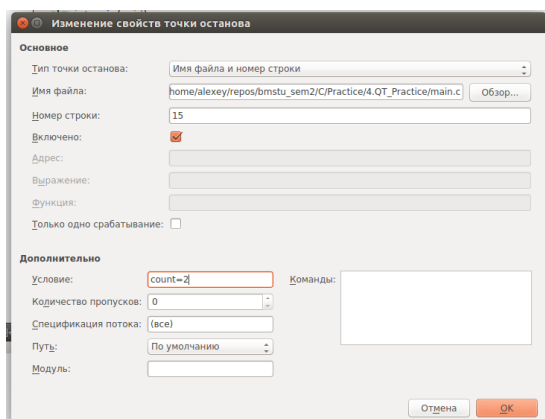 Изменение свойств точки останова
Основное
Тип точки останова: Имя файла и номер строки
Имя файла: home/alexey/repos/bmstu_sem2/C/Practice/4.QT_Practice/main.c Обзор...
Номер строки: 15
Включено:
Адрес:
Выражение:
Функция:
Только одно срабатывание:
Дополнительно
Условие: count=2 Команды:
Количество пропусков: 0
Спецификация потока: (все)
Путь: По умолчанию
Модуль:
Отмена OK